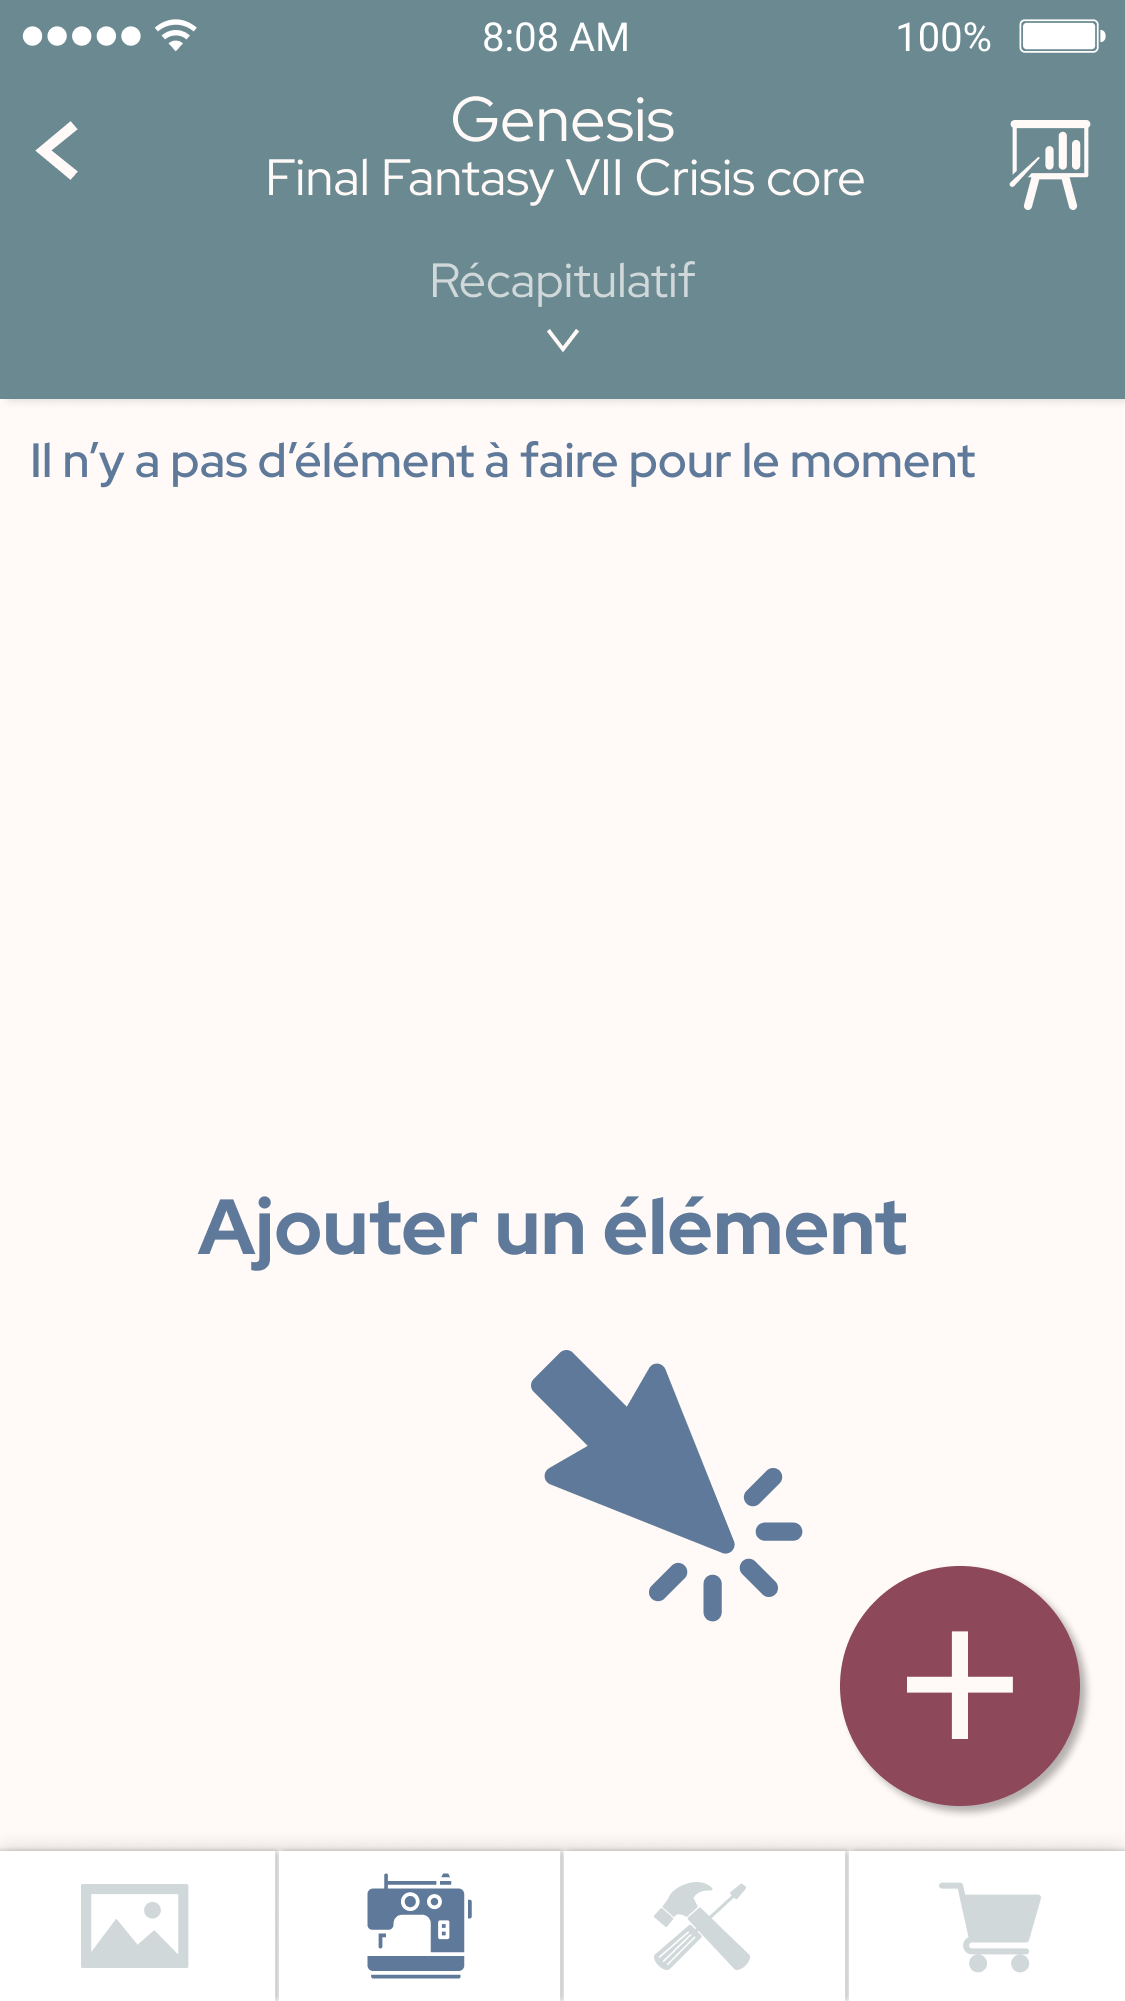 8:08 AM 100%
Genesis
Final Fantasy VII Crisis core
Récapitulatif
Il n’y a pas d’élément à faire pour le moment
Ajouter un élément